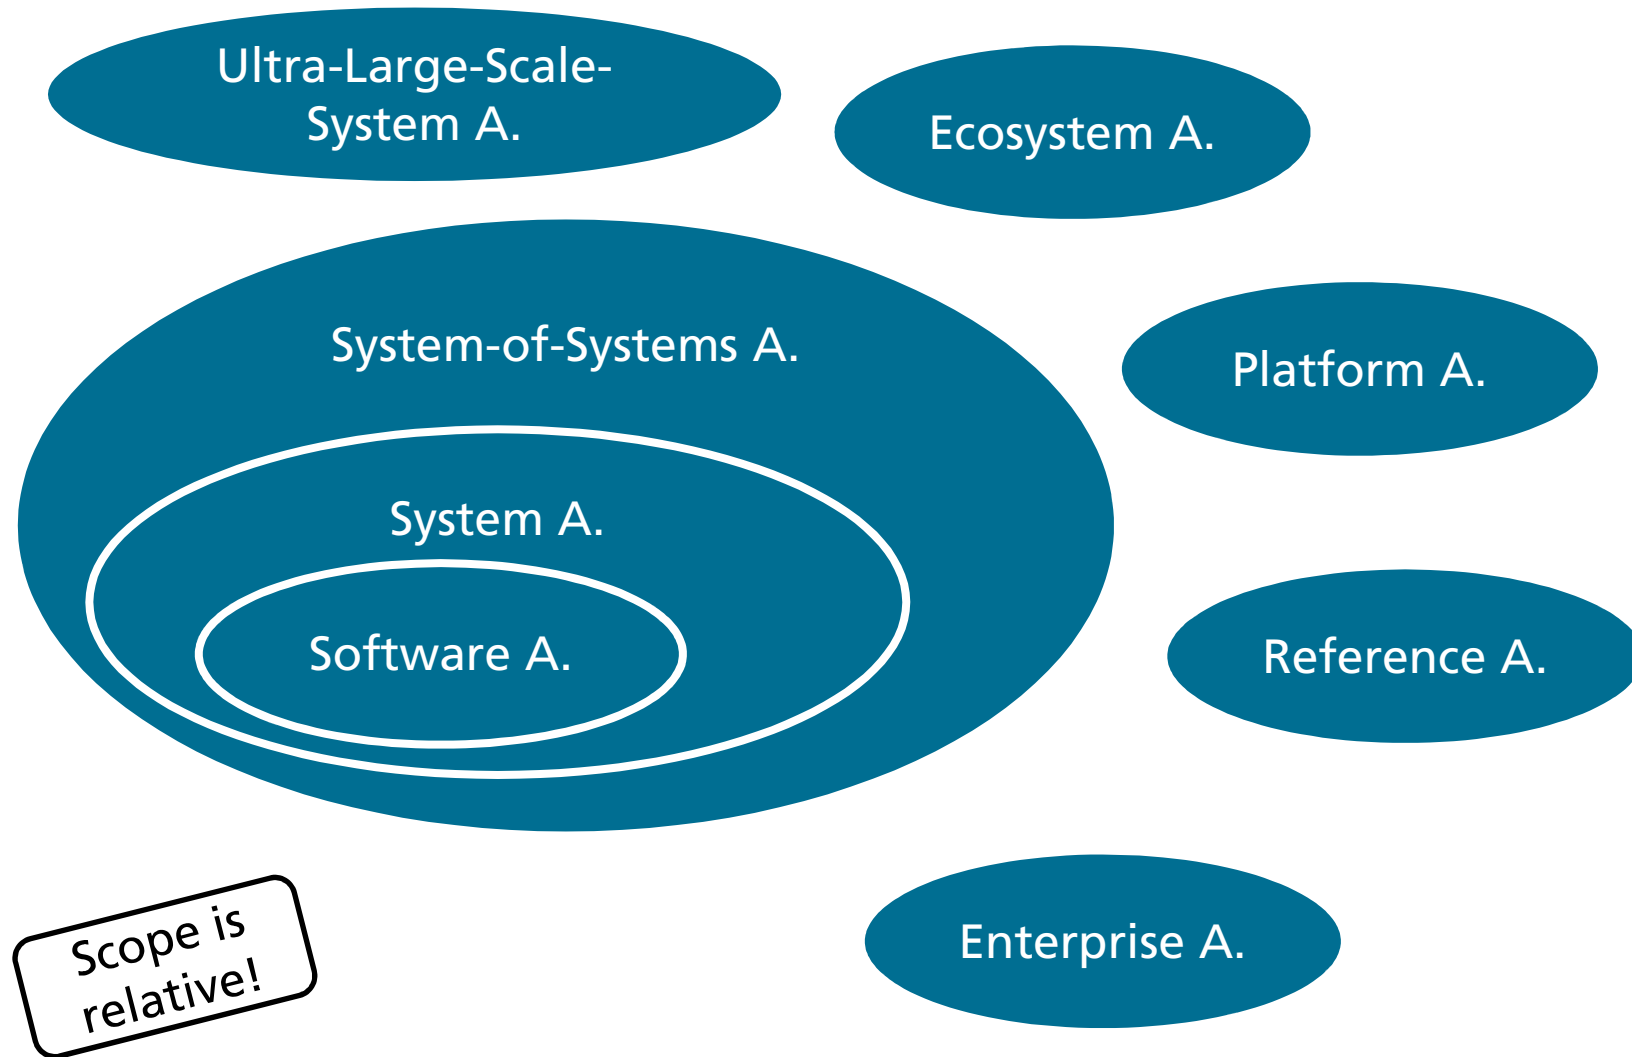 Ultra-Large-Scale-
System A.
Ecosystem A.
System-of-Systems A.
Platform A.
System A.
Software A.
Reference A.
Scope is
relative!
Enterprise A.